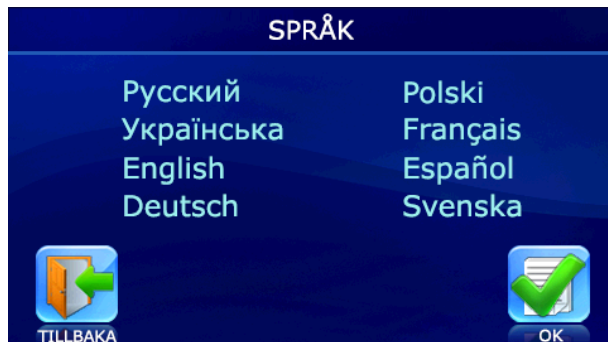 SPRÅK
Русский
Українська
English
Deutsch
Polski
Français
Español
Svenska
TILLBAKA
OK